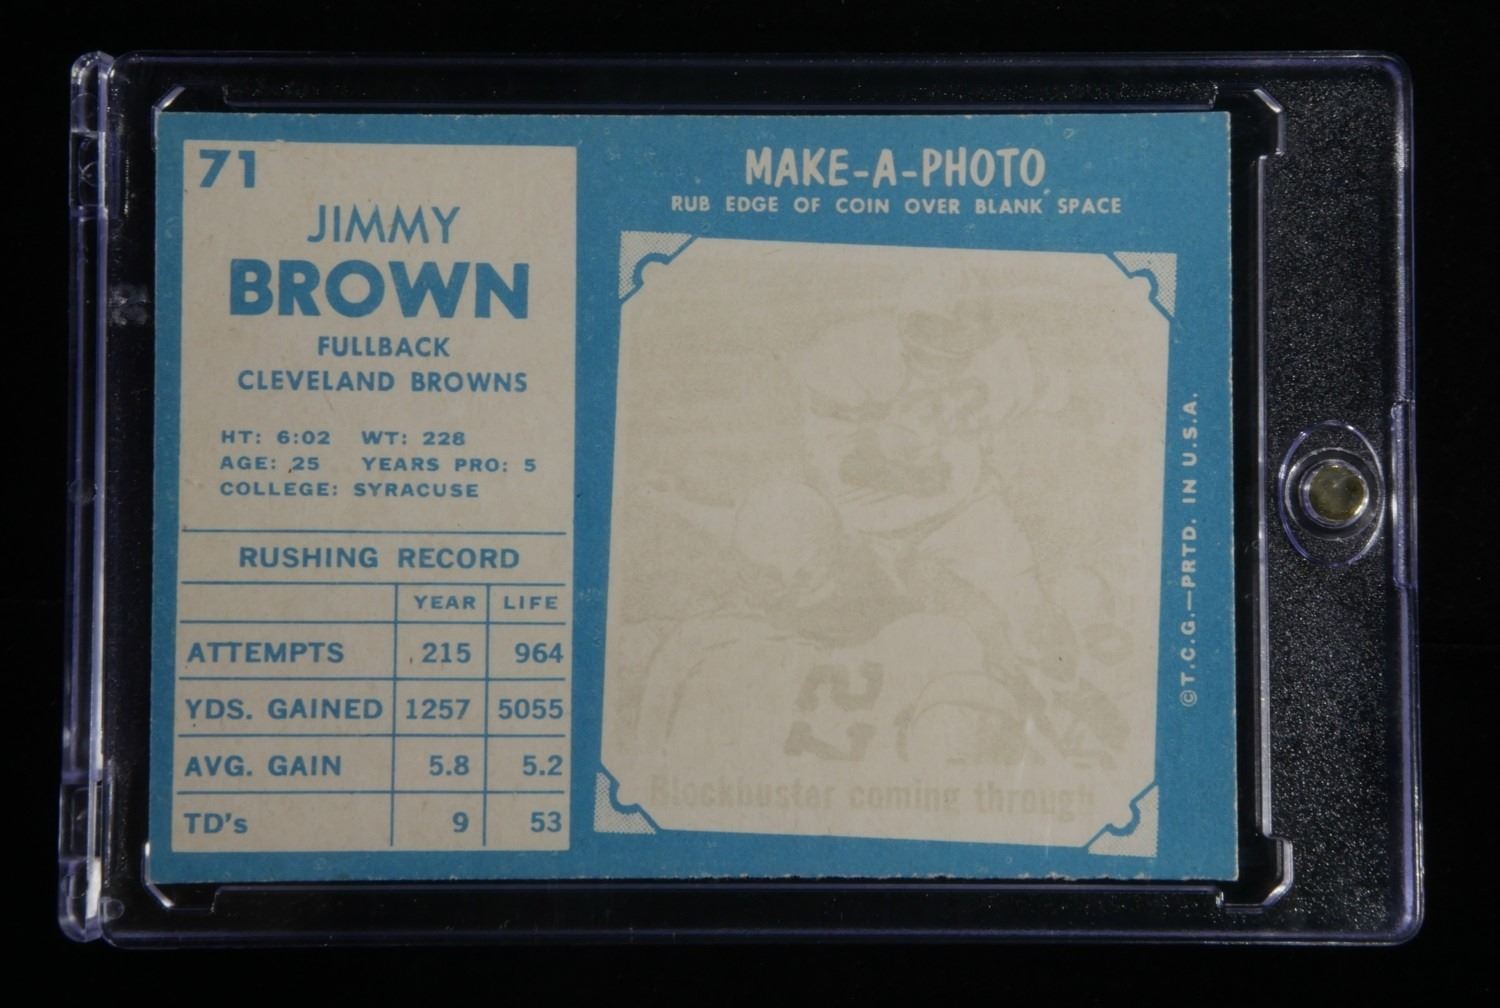 71
JIMMY
BROWN
FULLBACK
CLEVELAND BROWNS
HT: 6:02 WT: 228
AGE: 25 YEARS PRO: 5
COLLEGE: SYRACUSE
RUSHING RECORD
YEAR LIFE
ATTEMPTS 215 964
YDS. GAINED 1257 5055
AVG. GAIN 5.8 5.2
TD's 9 53
MAKE-A-PHOTO
RUB EDGE OF COIN OVER BLANK SPACE
52
Blockbuster coming through
©T.C.G.—PRTD. IN U.S.A.